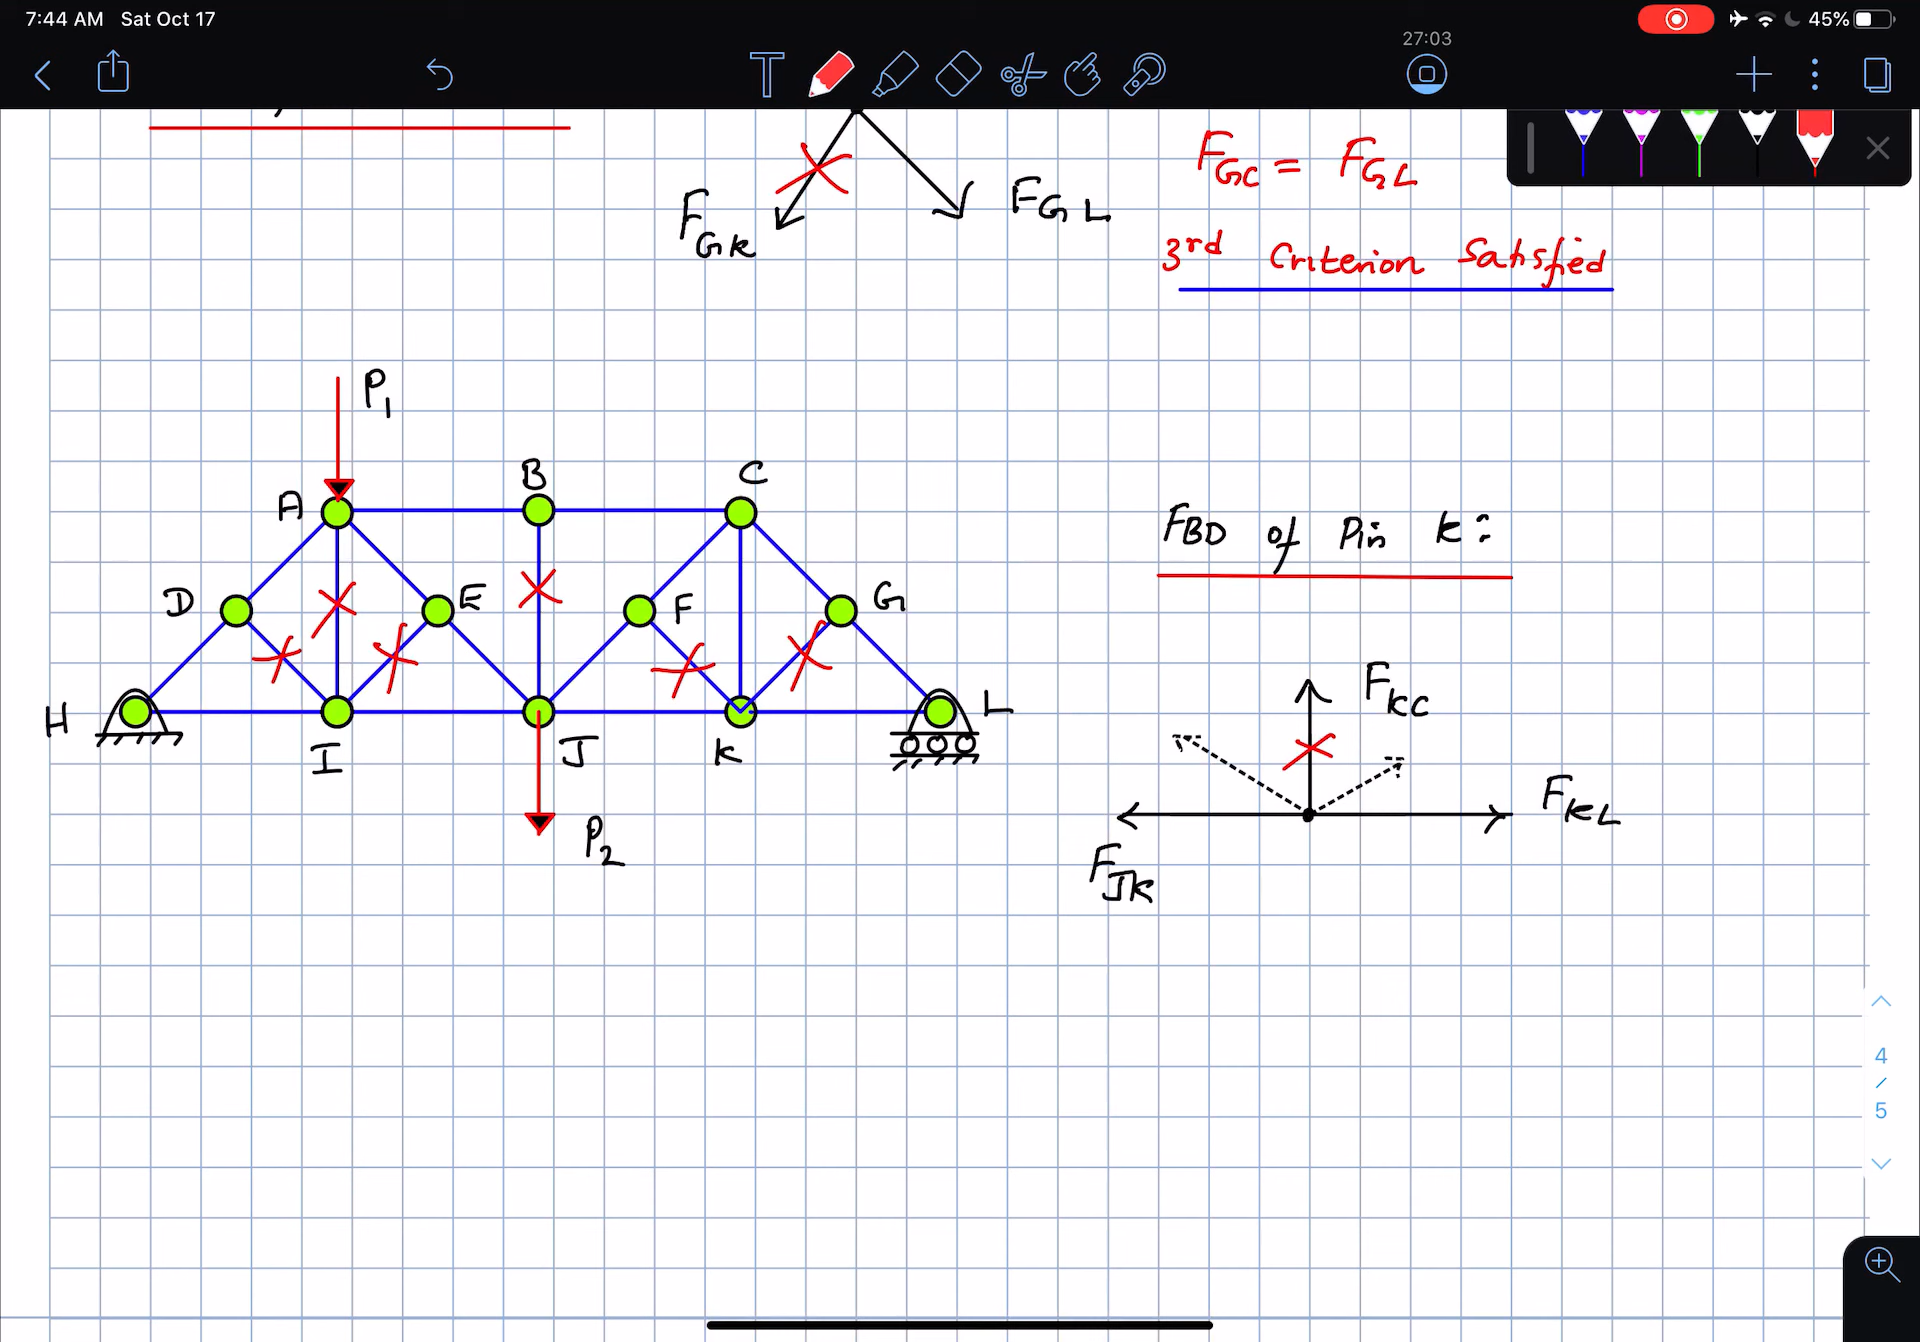 7:44 AM Sat Oct 17
45%
27:03
F_GC = F_GL
F_GK
F_GL
3rd Criterion Satisfied
P1
A
B
C
D
E
F
G
H
I
J
K
L
P2
FBD of Pin K:
F_KC
F_KL
F_JK
4
/
5